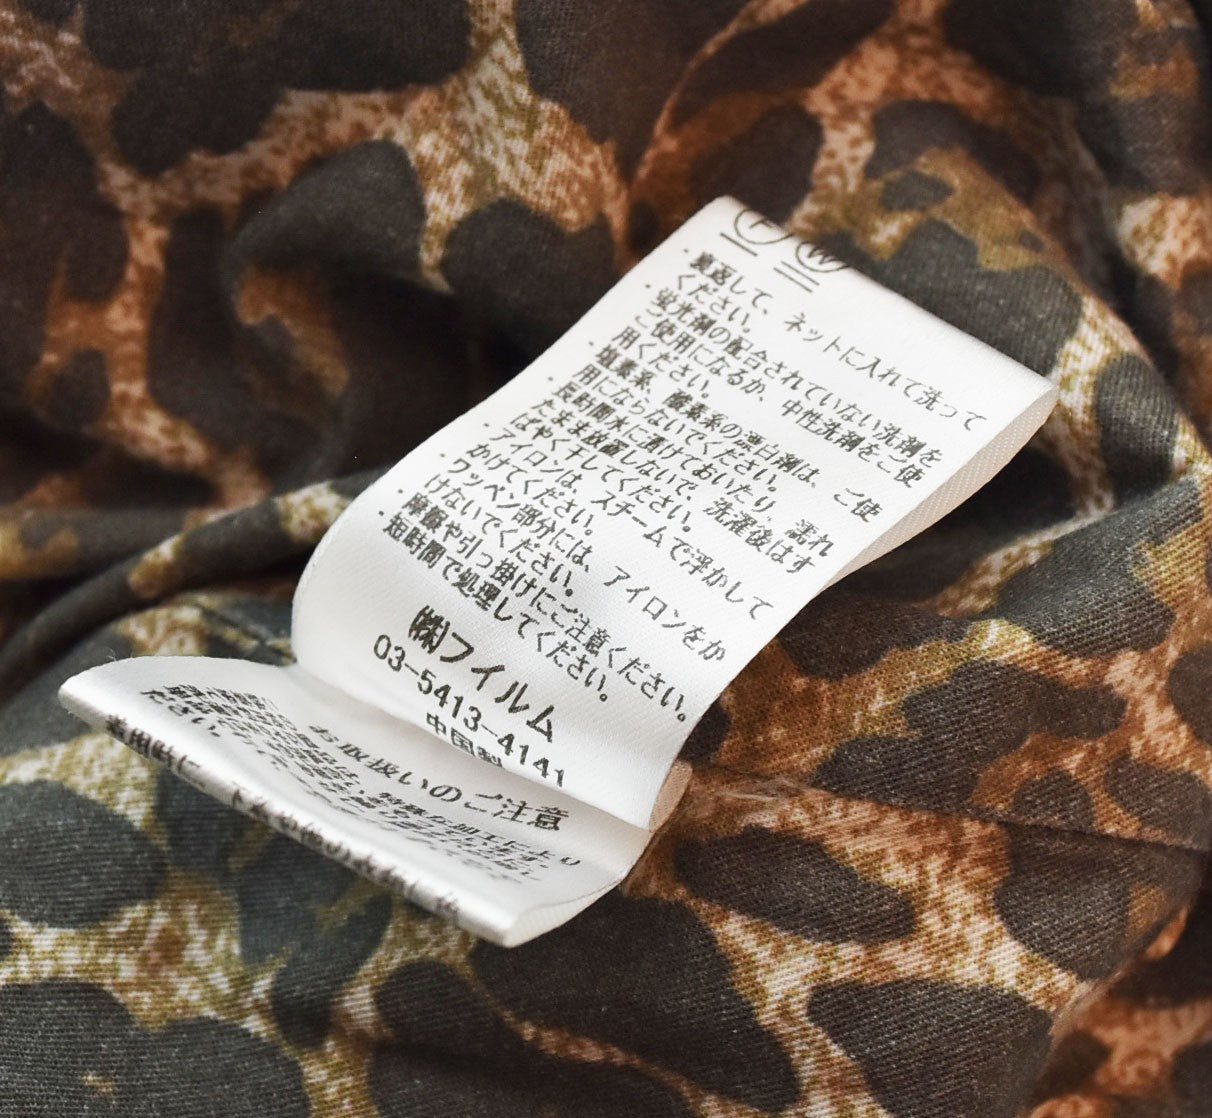 F W
・裏返して、ネットに入れて洗って
ください。
・蛍光剤の配合されていない洗剤を
ご使用になるか、中性洗剤をご使
用ください。
・塩素系、酸素系の漂白剤は、ご使
用にならないでください。
・長時間水に漬けておいたり、濡れ
たまま放置しないで、洗濯後はす
ばやく干してください。
・アイロンは、スチームで浮かして
かけてください。
・ワッペン部分には、アイロンをか
けないでください。
・摩擦や引っ掛けにご注意ください。
・短時間で処理してください。
㈱フイルム
03-5413-4141
中国製
お取扱いのご注意